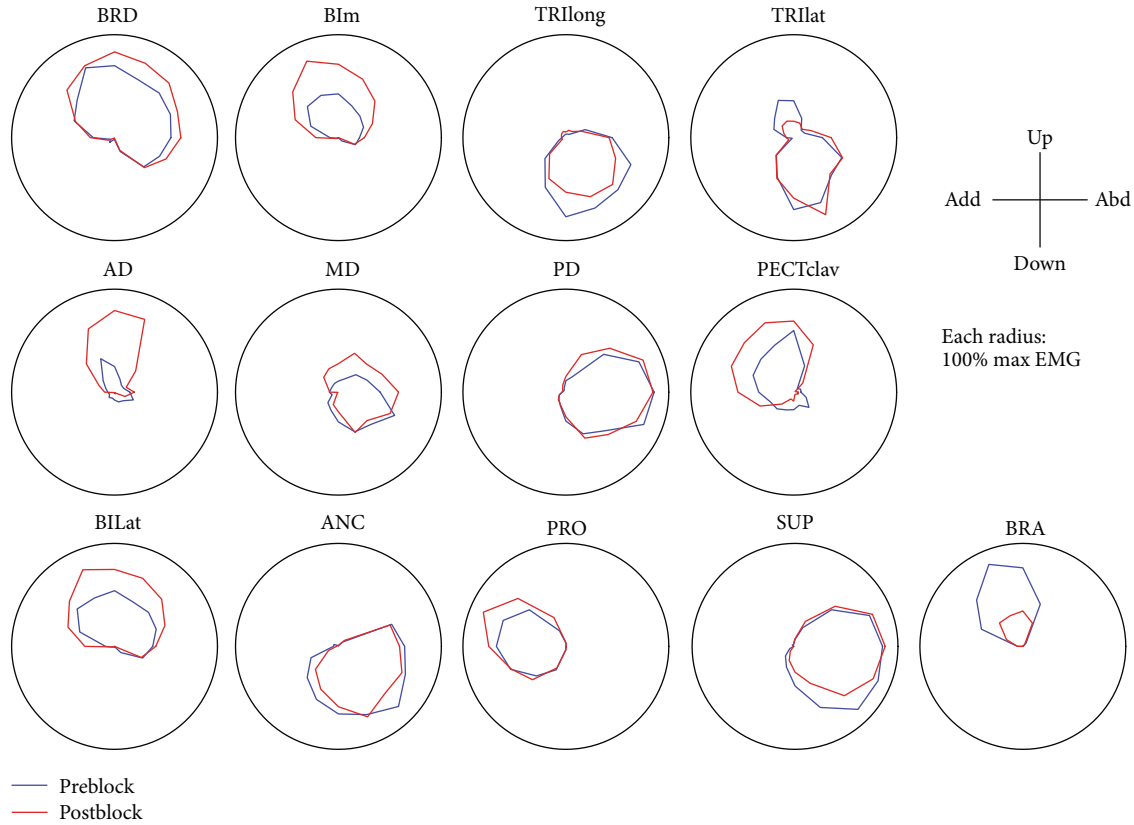 BRD
BIm
TRIlong
TRIlat
Up
Add
Abd
Down
AD
MD
PD
PECTclav
Each radius:
100% max EMG
BILat
ANC
PRO
SUP
BRA
Preblock
Postblock